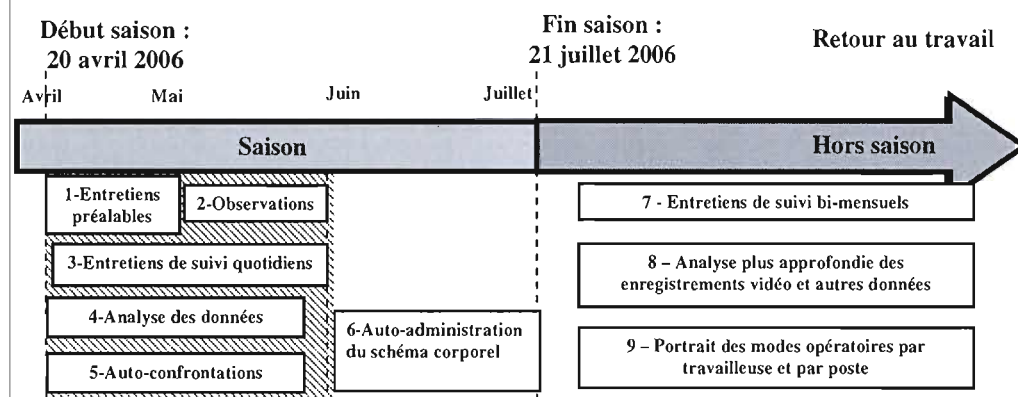 Début saison :
20 avril 2006
Fin saison :
21 juillet 2006
Retour au travail
Avril
Mai
Juin
Juillet
Saison
Hors saison
1-Entretiens
préalables
2-Observations
3-Entretiens de suivi quotidiens
4-Analyse des données
5-Auto-confrontations
6-Auto-administration
du schéma corporel
7 - Entretiens de suivi bi-mensuels
8 – Analyse plus approfondie des
enregistrements vidéo et autres données
9 – Portrait des modes opératoires par
travailleuse et par poste